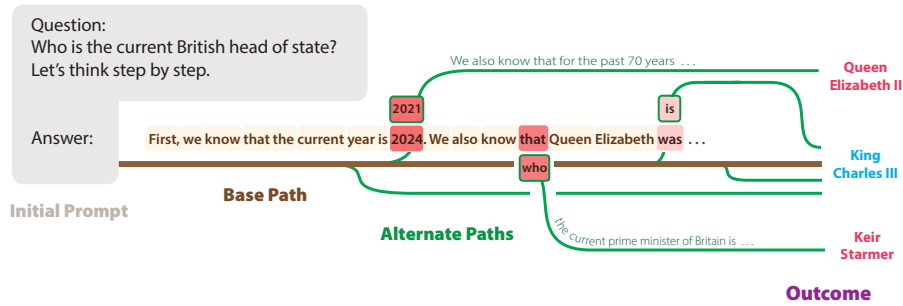 Question:
Who is the current British head of state?
Let's think step by step.
We also know that for the past 70 years ...
Queen
Elizabeth II
2021
is
Answer:
First, we know that the current year is 2024. We also know that Queen Elizabeth was ...
who
King
Charles III
Base Path
Initial Prompt
Alternate Paths
the current prime minister of Britain is ...
Keir
Starmer
Outcome